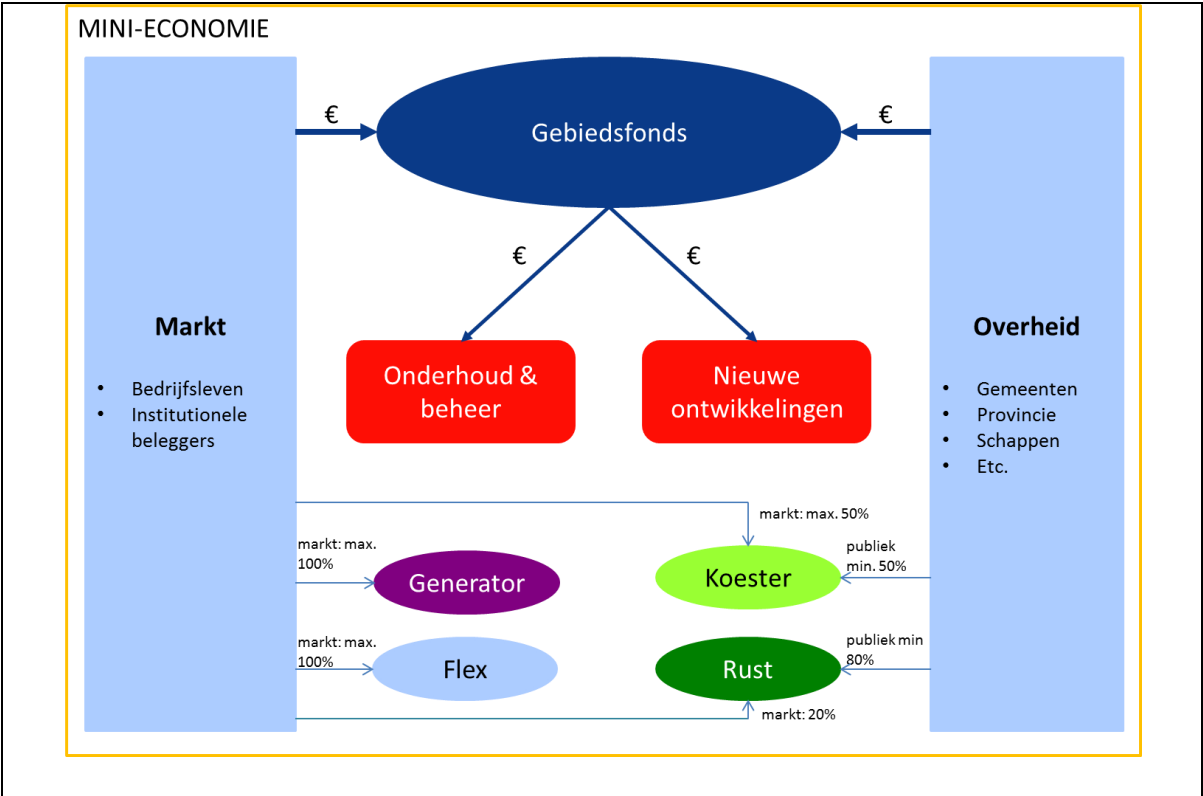 MINI-ECONOMIE
€
Gebiedsfonds
€
€
€
Markt
• Bedrijfsleven
• Institutionele
beleggers
Onderhoud &
beheer
Nieuwe
ontwikkelingen
Overheid
• Gemeenten
• Provincie
• Schappen
• Etc.
markt: max. 50%
markt: max.
100%
Generator
Koester
publiek
min. 50%
markt: max.
100%
Flex
Rust
publiek min
80%
markt: 20%